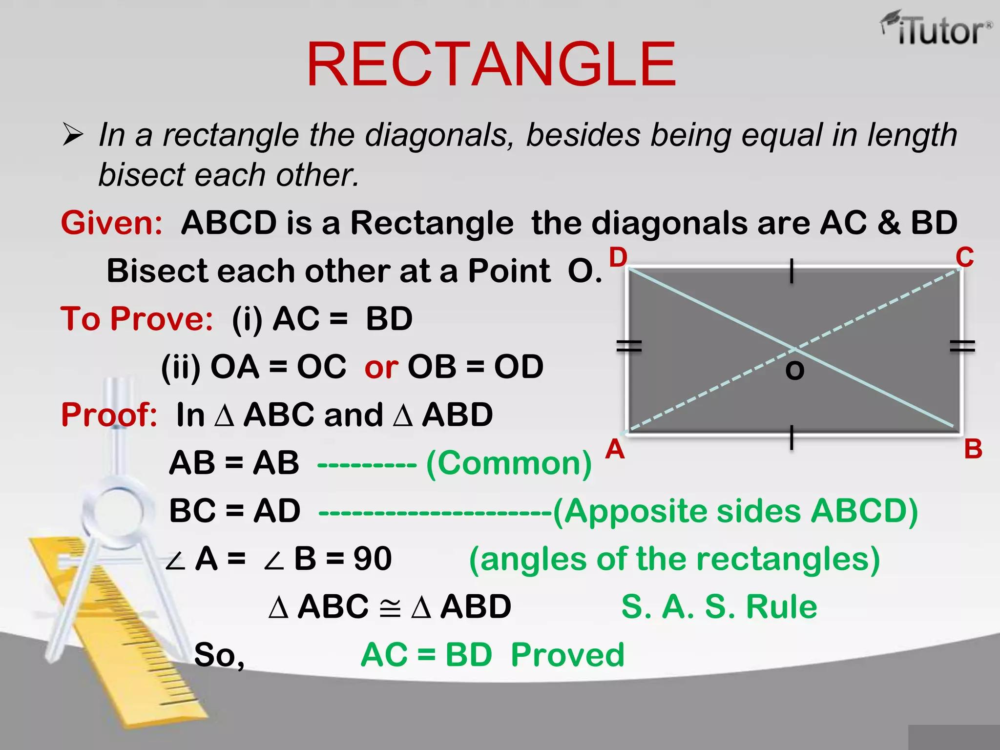 iTutor®
RECTANGLE
➢ In a rectangle the diagonals, besides being equal in length
bisect each other.
Given: ABCD is a Rectangle the diagonals are AC & BD
Bisect each other at a Point O.
To Prove: (i) AC = BD
(ii) OA = OC or OB = OD
Proof: In ∆ ABC and ∆ ABD
AB = AB --------- (Common)
BC = AD ----------------------(Apposite sides ABCD)
∠ A = ∠ B = 90 (angles of the rectangles)
∆ ABC ≅ ∆ ABD S. A. S. Rule
So, AC = BD Proved
D C
O
A B